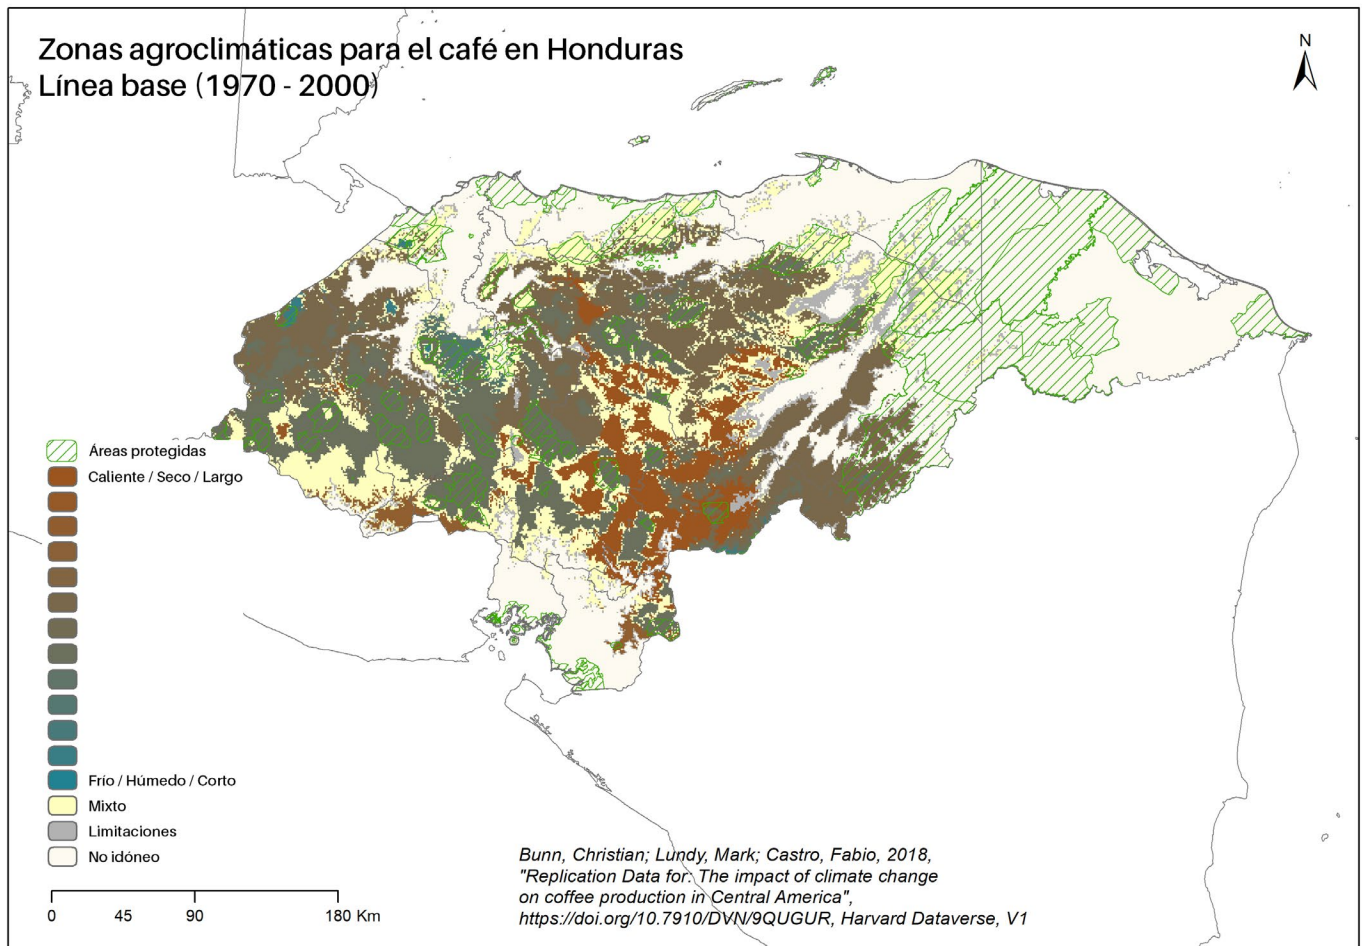 Zonas agroclimáticas para el café en Honduras
Línea base (1970 - 2000)
N
Áreas protegidas
Caliente / Seco / Largo
Frío / Húmedo / Corto
Mixto
Limitaciones
No idóneo
0 45 90 180 Km
Bunn, Christian; Lundy, Mark; Castro, Fabio, 2018,
"Replication Data for: The impact of climate change
on coffee production in Central America",
https://doi.org/10.7910/DVN/9QUGUR, Harvard Dataverse, V1